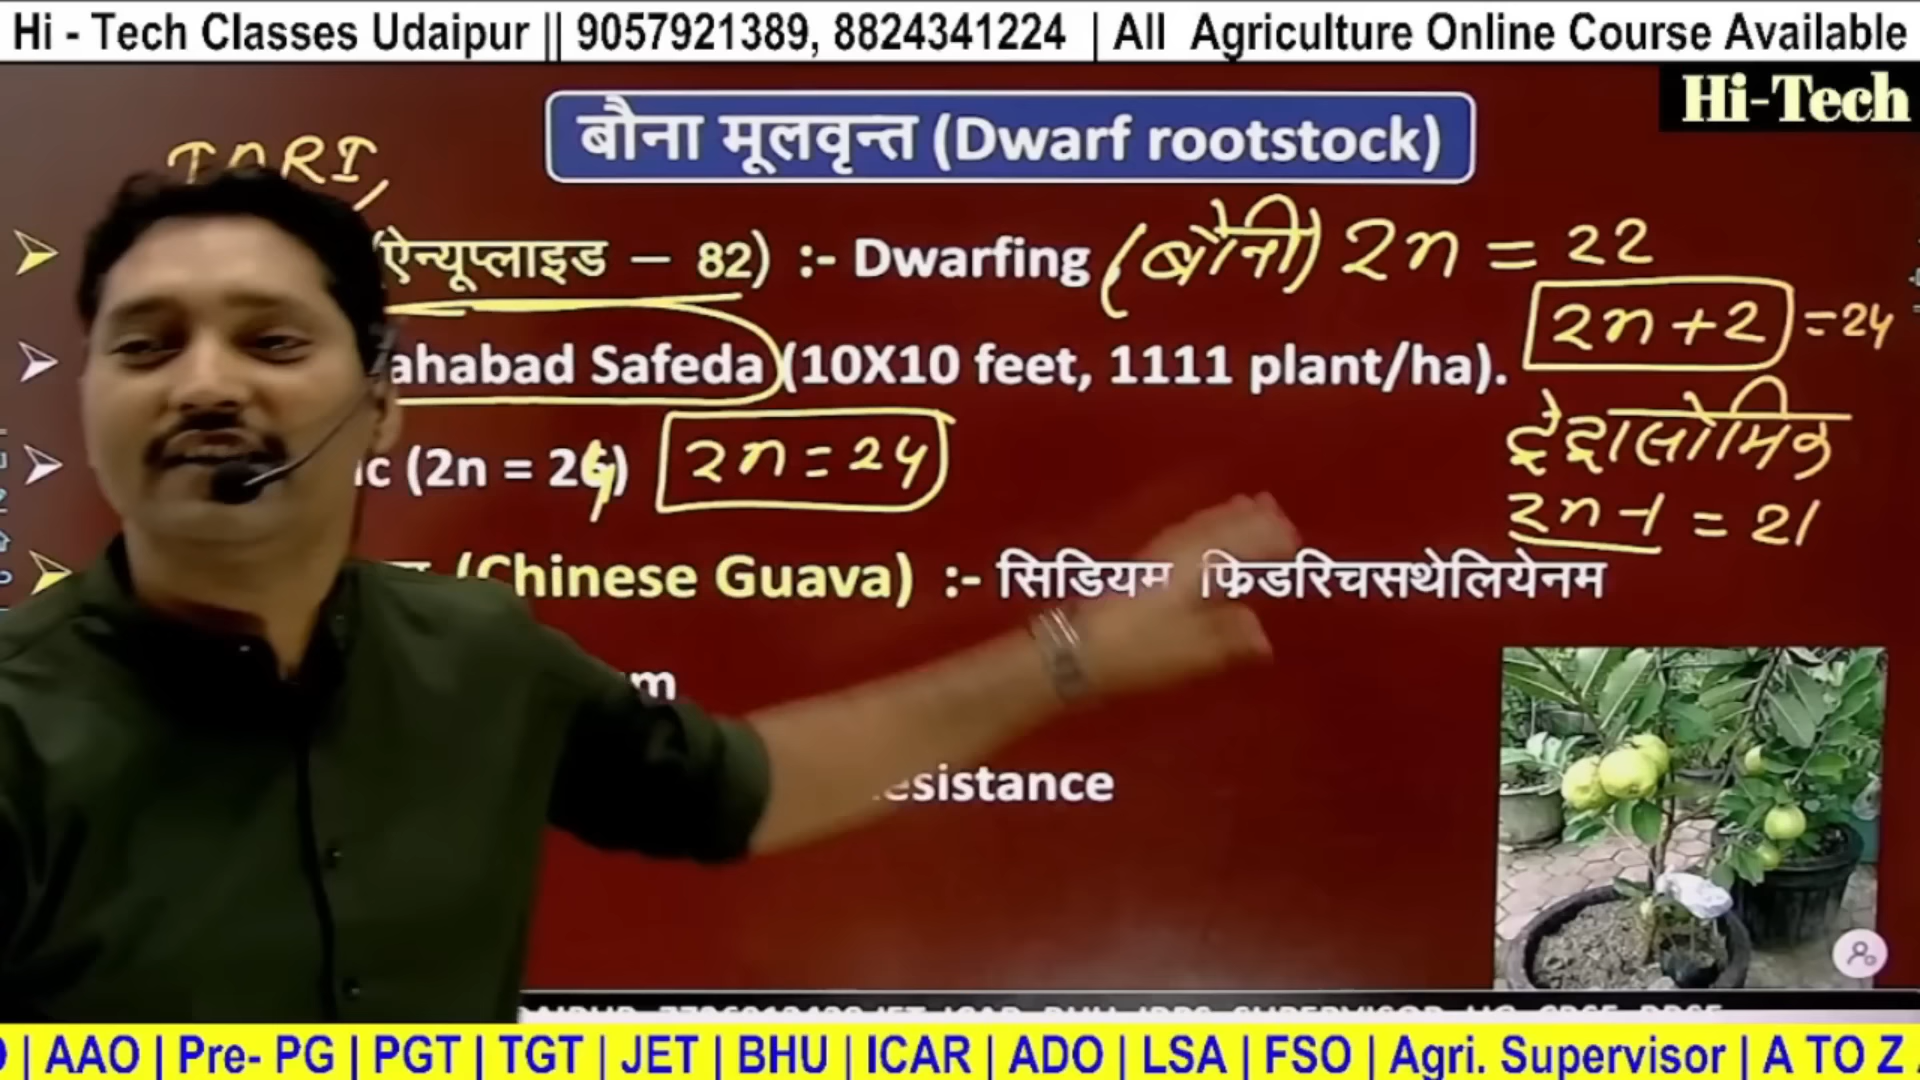 Hi - Tech Classes Udaipur || 9057921389, 8824341224 | All Agriculture Online Course Available
Hi-Tech
बौना मूलवृन्त (Dwarf rootstock)
(ऐन्यूप्लाइड – 82) :- Dwarfing (बौनी) 2n = 22
2n+2 = 24
ahabad Safeda (10X10 feet, 1111 plant/ha).
ट्रेट्रासोमिक
ic (2n = 24) 2n = 24
2n-1 = 21
(Chinese Guava) :- सिडियम फ्रिडरिचसथेलियेनम
m
esistance
| AAO | Pre- PG | PGT | TGT | JET | BHU | ICAR | ADO | LSA | FSO | Agri. Supervisor | A TO Z